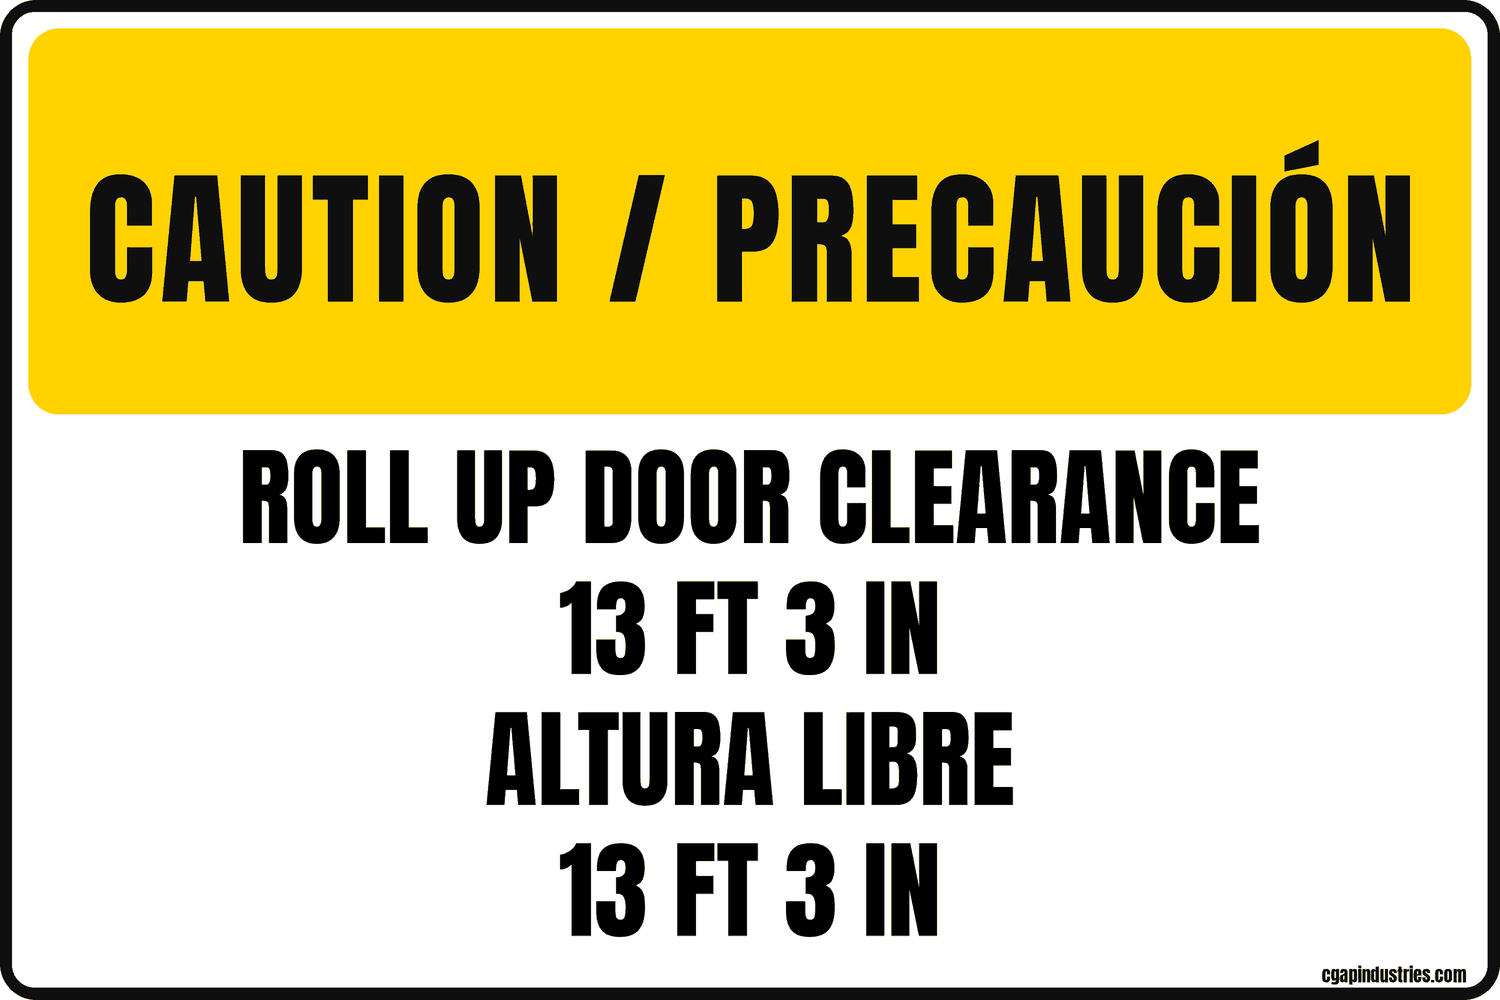 CAUTION / PRECAUCIÓN
ROLL UP DOOR CLEARANCE
13 FT 3 IN
ALTURA LIBRE
13 FT 3 IN
cgapindustries.com